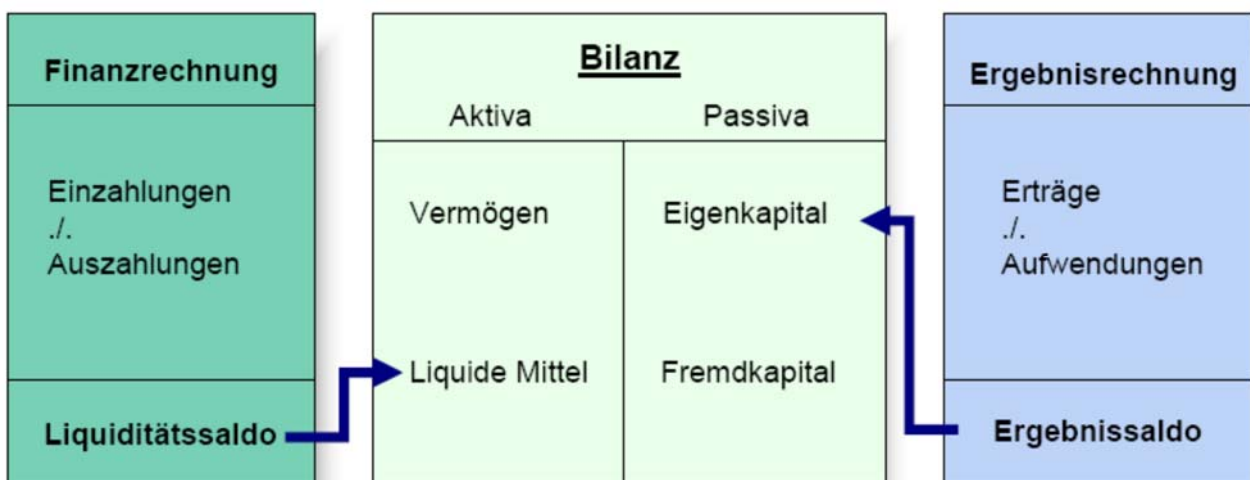 Finanzrechnung
Einzahlungen
./.
Auszahlungen
Liquiditätssaldo
Bilanz
Aktiva Passiva
Vermögen Eigenkapital
Liquide Mittel Fremdkapital
Ergebnisrechnung
Erträge
./.
Aufwendungen
Ergebnissaldo